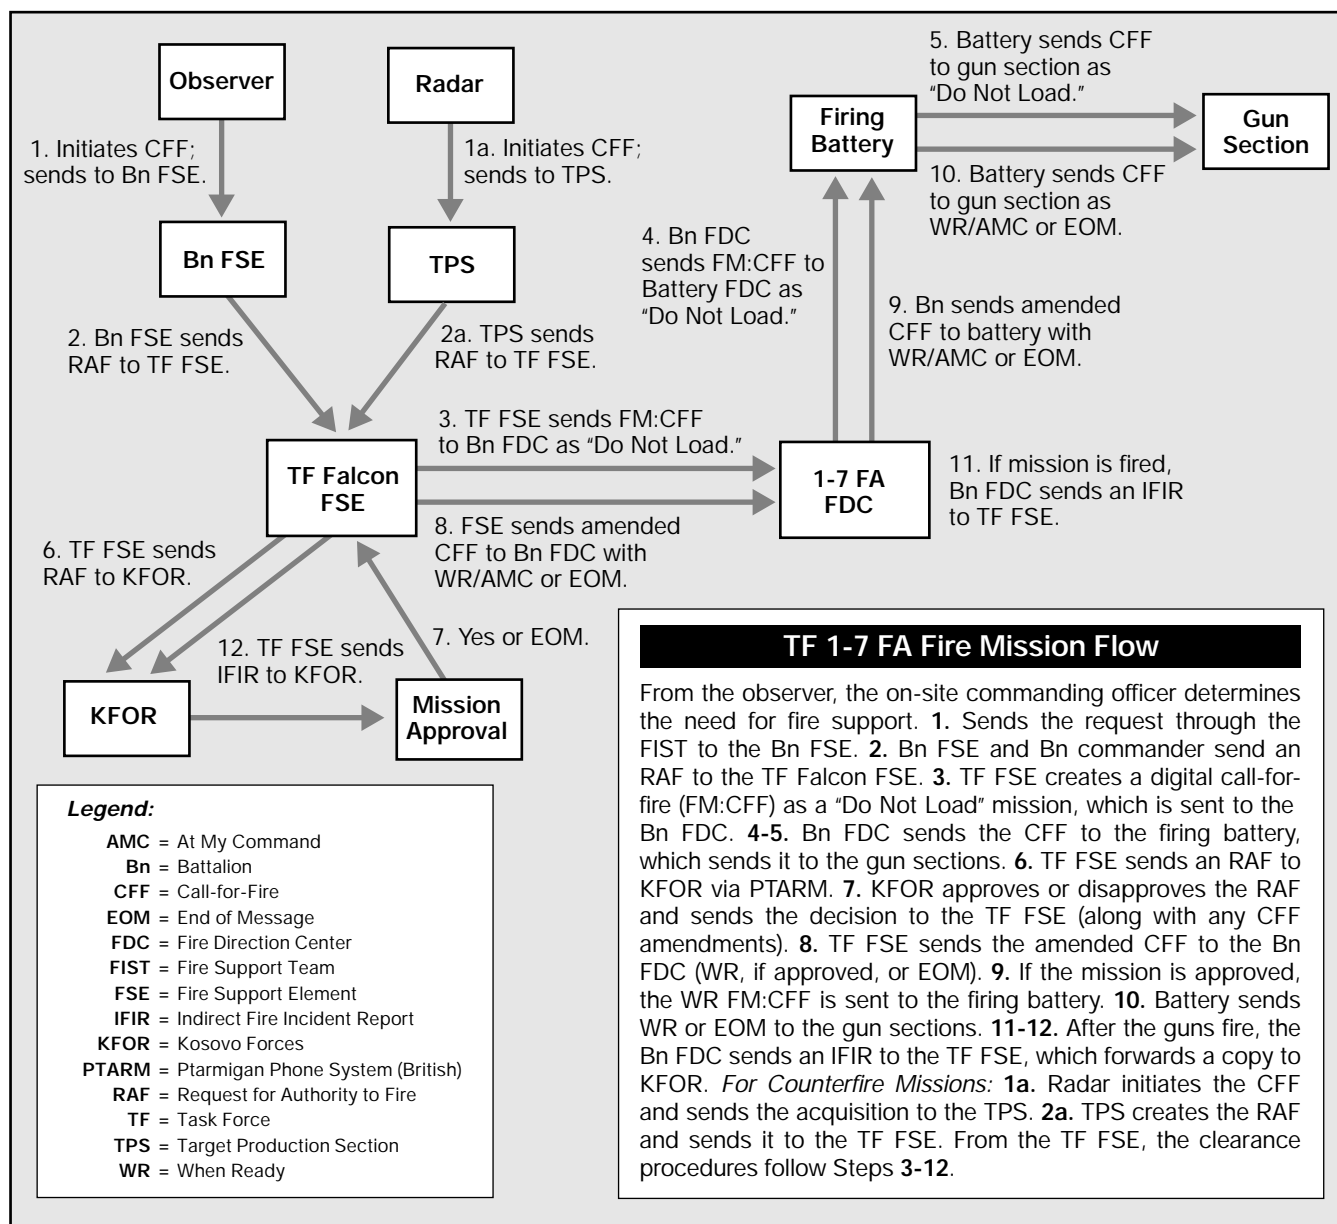 Observer
Radar
1. Initiates CFF;
sends to Bn FSE.
1a. Initiates CFF;
sends to TPS.
Bn FSE
TPS
2. Bn FSE sends
RAF to TF FSE.
2a. TPS sends
RAF to TF FSE.
TF Falcon
FSE
3. TF FSE sends FM:CFF
to Bn FDC as "Do Not Load."
1-7 FA
FDC
4. Bn FDC
sends FM:CFF to
Battery FDC as
"Do Not Load."
Firing
Battery
5. Battery sends CFF
to gun section as
"Do Not Load."
Gun
Section
6. TF FSE sends
RAF to KFOR.
KFOR
Mission
Approval
7. Yes or EOM.
8. FSE sends amended
CFF to Bn FDC with
WR/AMC or EOM.
9. Bn sends amended
CFF to battery with
WR/AMC or EOM.
10. Battery sends CFF
to gun section as
WR/AMC or EOM.
11. If mission is fired,
Bn FDC sends an IFIR
to TF FSE.
12. TF FSE sends
IFIR to KFOR.
Legend:
AMC = At My Command
Bn = Battalion
CFF = Call-for-Fire
EOM = End of Message
FDC = Fire Direction Center
FIST = Fire Support Team
FSE = Fire Support Element
IFIR = Indirect Fire Incident Report
KFOR = Kosovo Forces
PTARM = Ptarmigan Phone System (British)
RAF = Request for Authority to Fire
TF = Task Force
TPS = Target Production Section
WR = When Ready
TF 1-7 FA Fire Mission Flow
From the observer, the on-site commanding officer determines
the need for fire support. 1. Sends the request through the
FIST to the Bn FSE. 2. Bn FSE and Bn commander send an
RAF to the TF Falcon FSE. 3. TF FSE creates a digital call-for-
fire (FM:CFF) as a "Do Not Load" mission, which is sent to the
Bn FDC. 4-5. Bn FDC sends the CFF to the firing battery,
which sends it to the gun sections. 6. TF FSE sends an RAF to
KFOR via PTARM. 7. KFOR approves or disapproves the RAF
and sends the decision to the TF FSE (along with any CFF
amendments). 8. TF FSE sends the amended CFF to the Bn
FDC (WR, if approved, or EOM). 9. If the mission is approved,
the WR FM:CFF is sent to the firing battery. 10. Battery sends
WR or EOM to the gun sections. 11-12. After the guns fire, the
Bn FDC sends an IFIR to the TF FSE, which forwards a copy to
KFOR. For Counterfire Missions: 1a. Radar initiates the CFF
and sends the acquisition to the TPS. 2a. TPS creates the RAF
and sends it to the TF FSE. From the TF FSE, the clearance
procedures follow Steps 3-12.